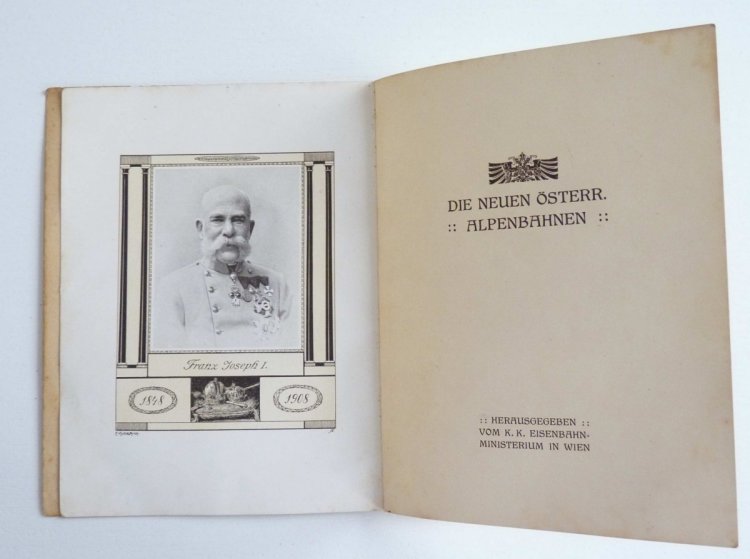 Franz Joseph I.
1848
1908
DIE NEUEN ÖSTERR.
:: ALPENBAHNEN ::
:: HERAUSGEGEBEN ::
VOM K. K. EISENBAHN-
MINISTERIUM IN WIEN